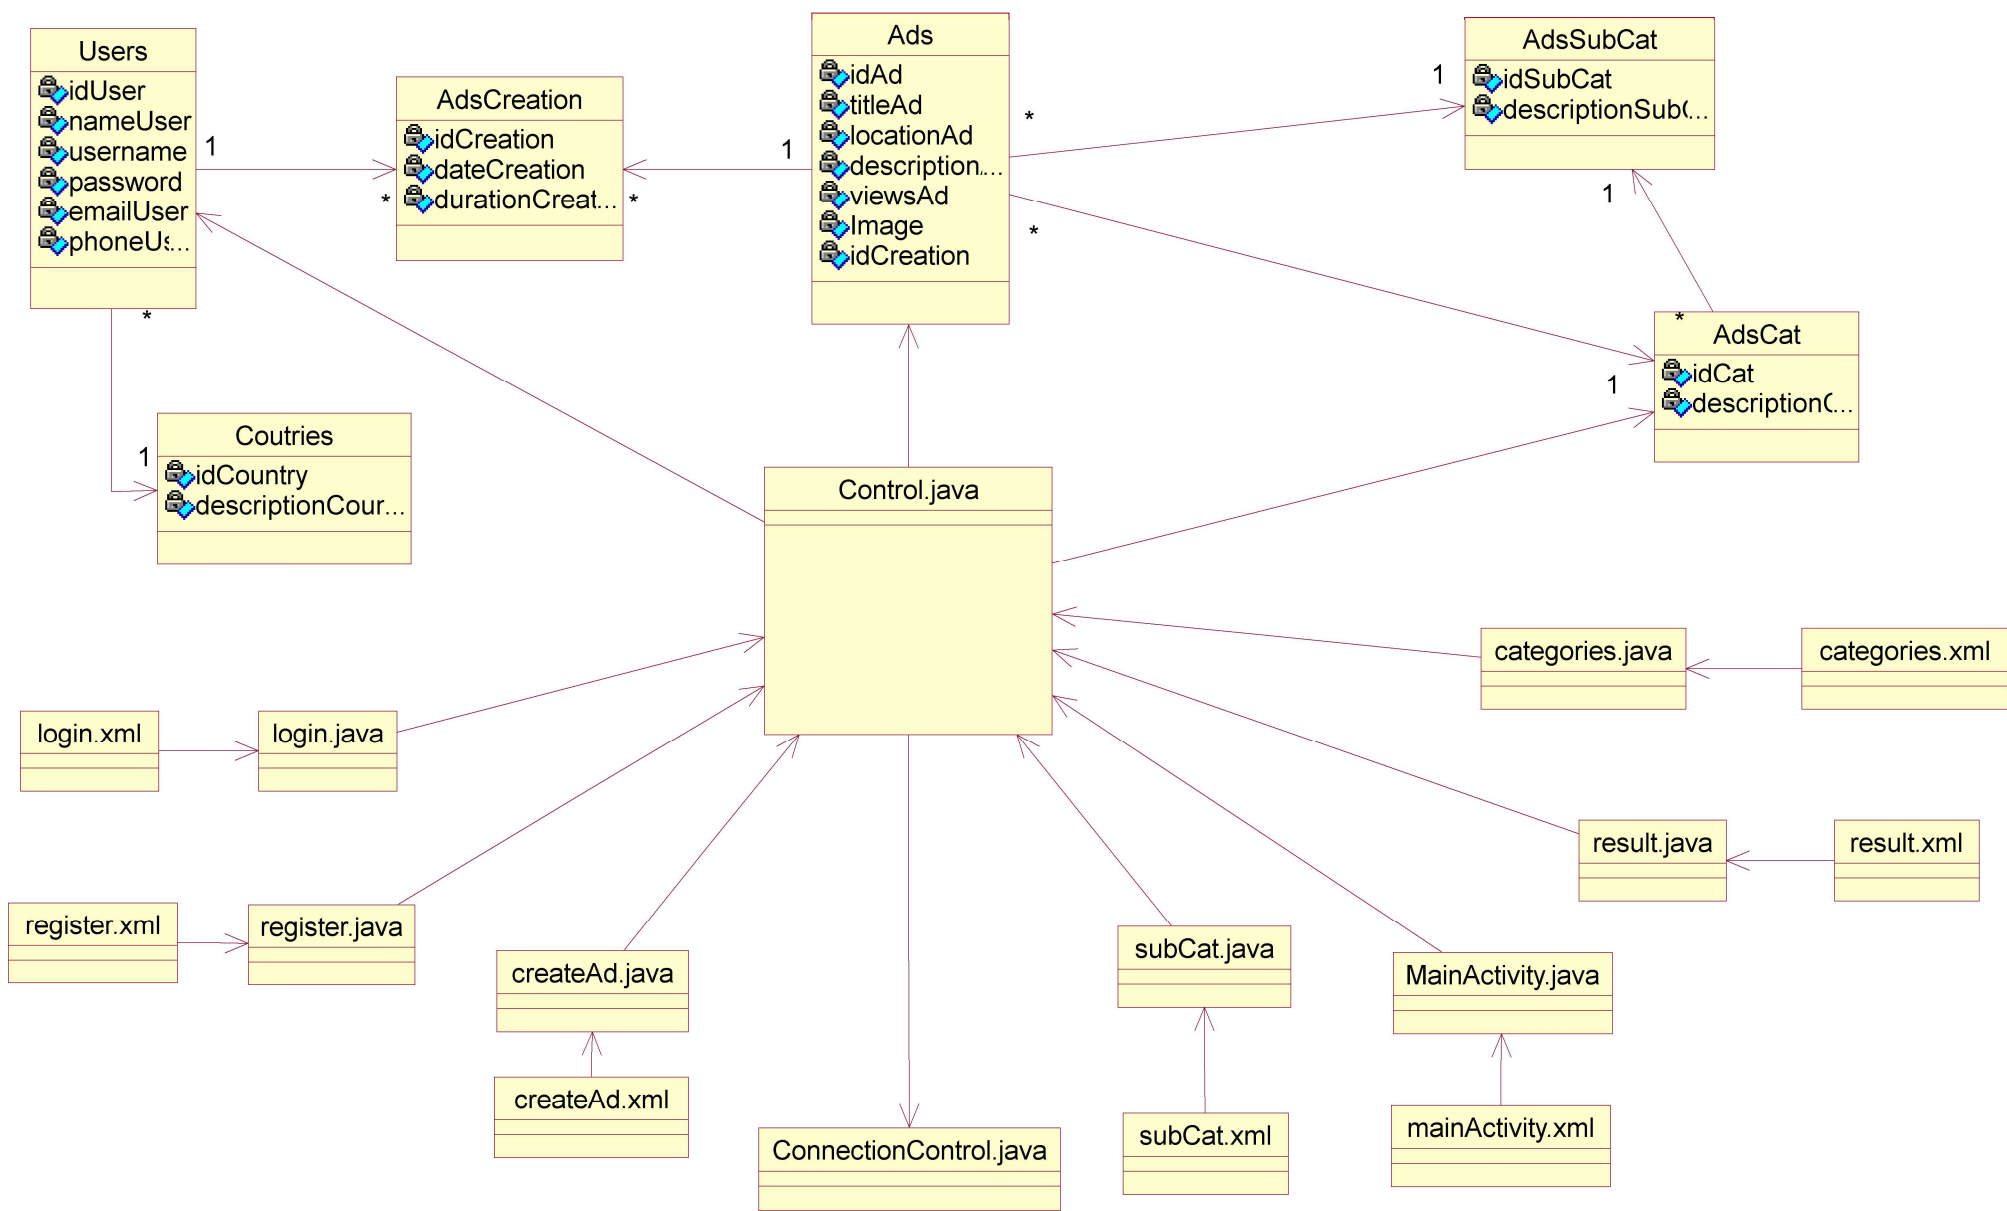 Users
idUser
nameUser
username
password
emailUser
phoneUs...
1
*
AdsCreation
idCreation
dateCreation
durationCreat...
*
1
*
Ads
idAd
titleAd
locationAd
description...
viewsAd
Image
idCreation
*
1
*
AdsSubCat
idSubCat
descriptionSub(...
1
*
1
AdsCat
idCat
description(...
Coutries
idCountry
descriptionCour...
1
Control.java
categories.java
categories.xml
login.xml
login.java
result.java
result.xml
register.xml
register.java
createAd.java
subCat.java
MainActivity.java
createAd.xml
ConnectionControl.java
subCat.xml
mainActivity.xml